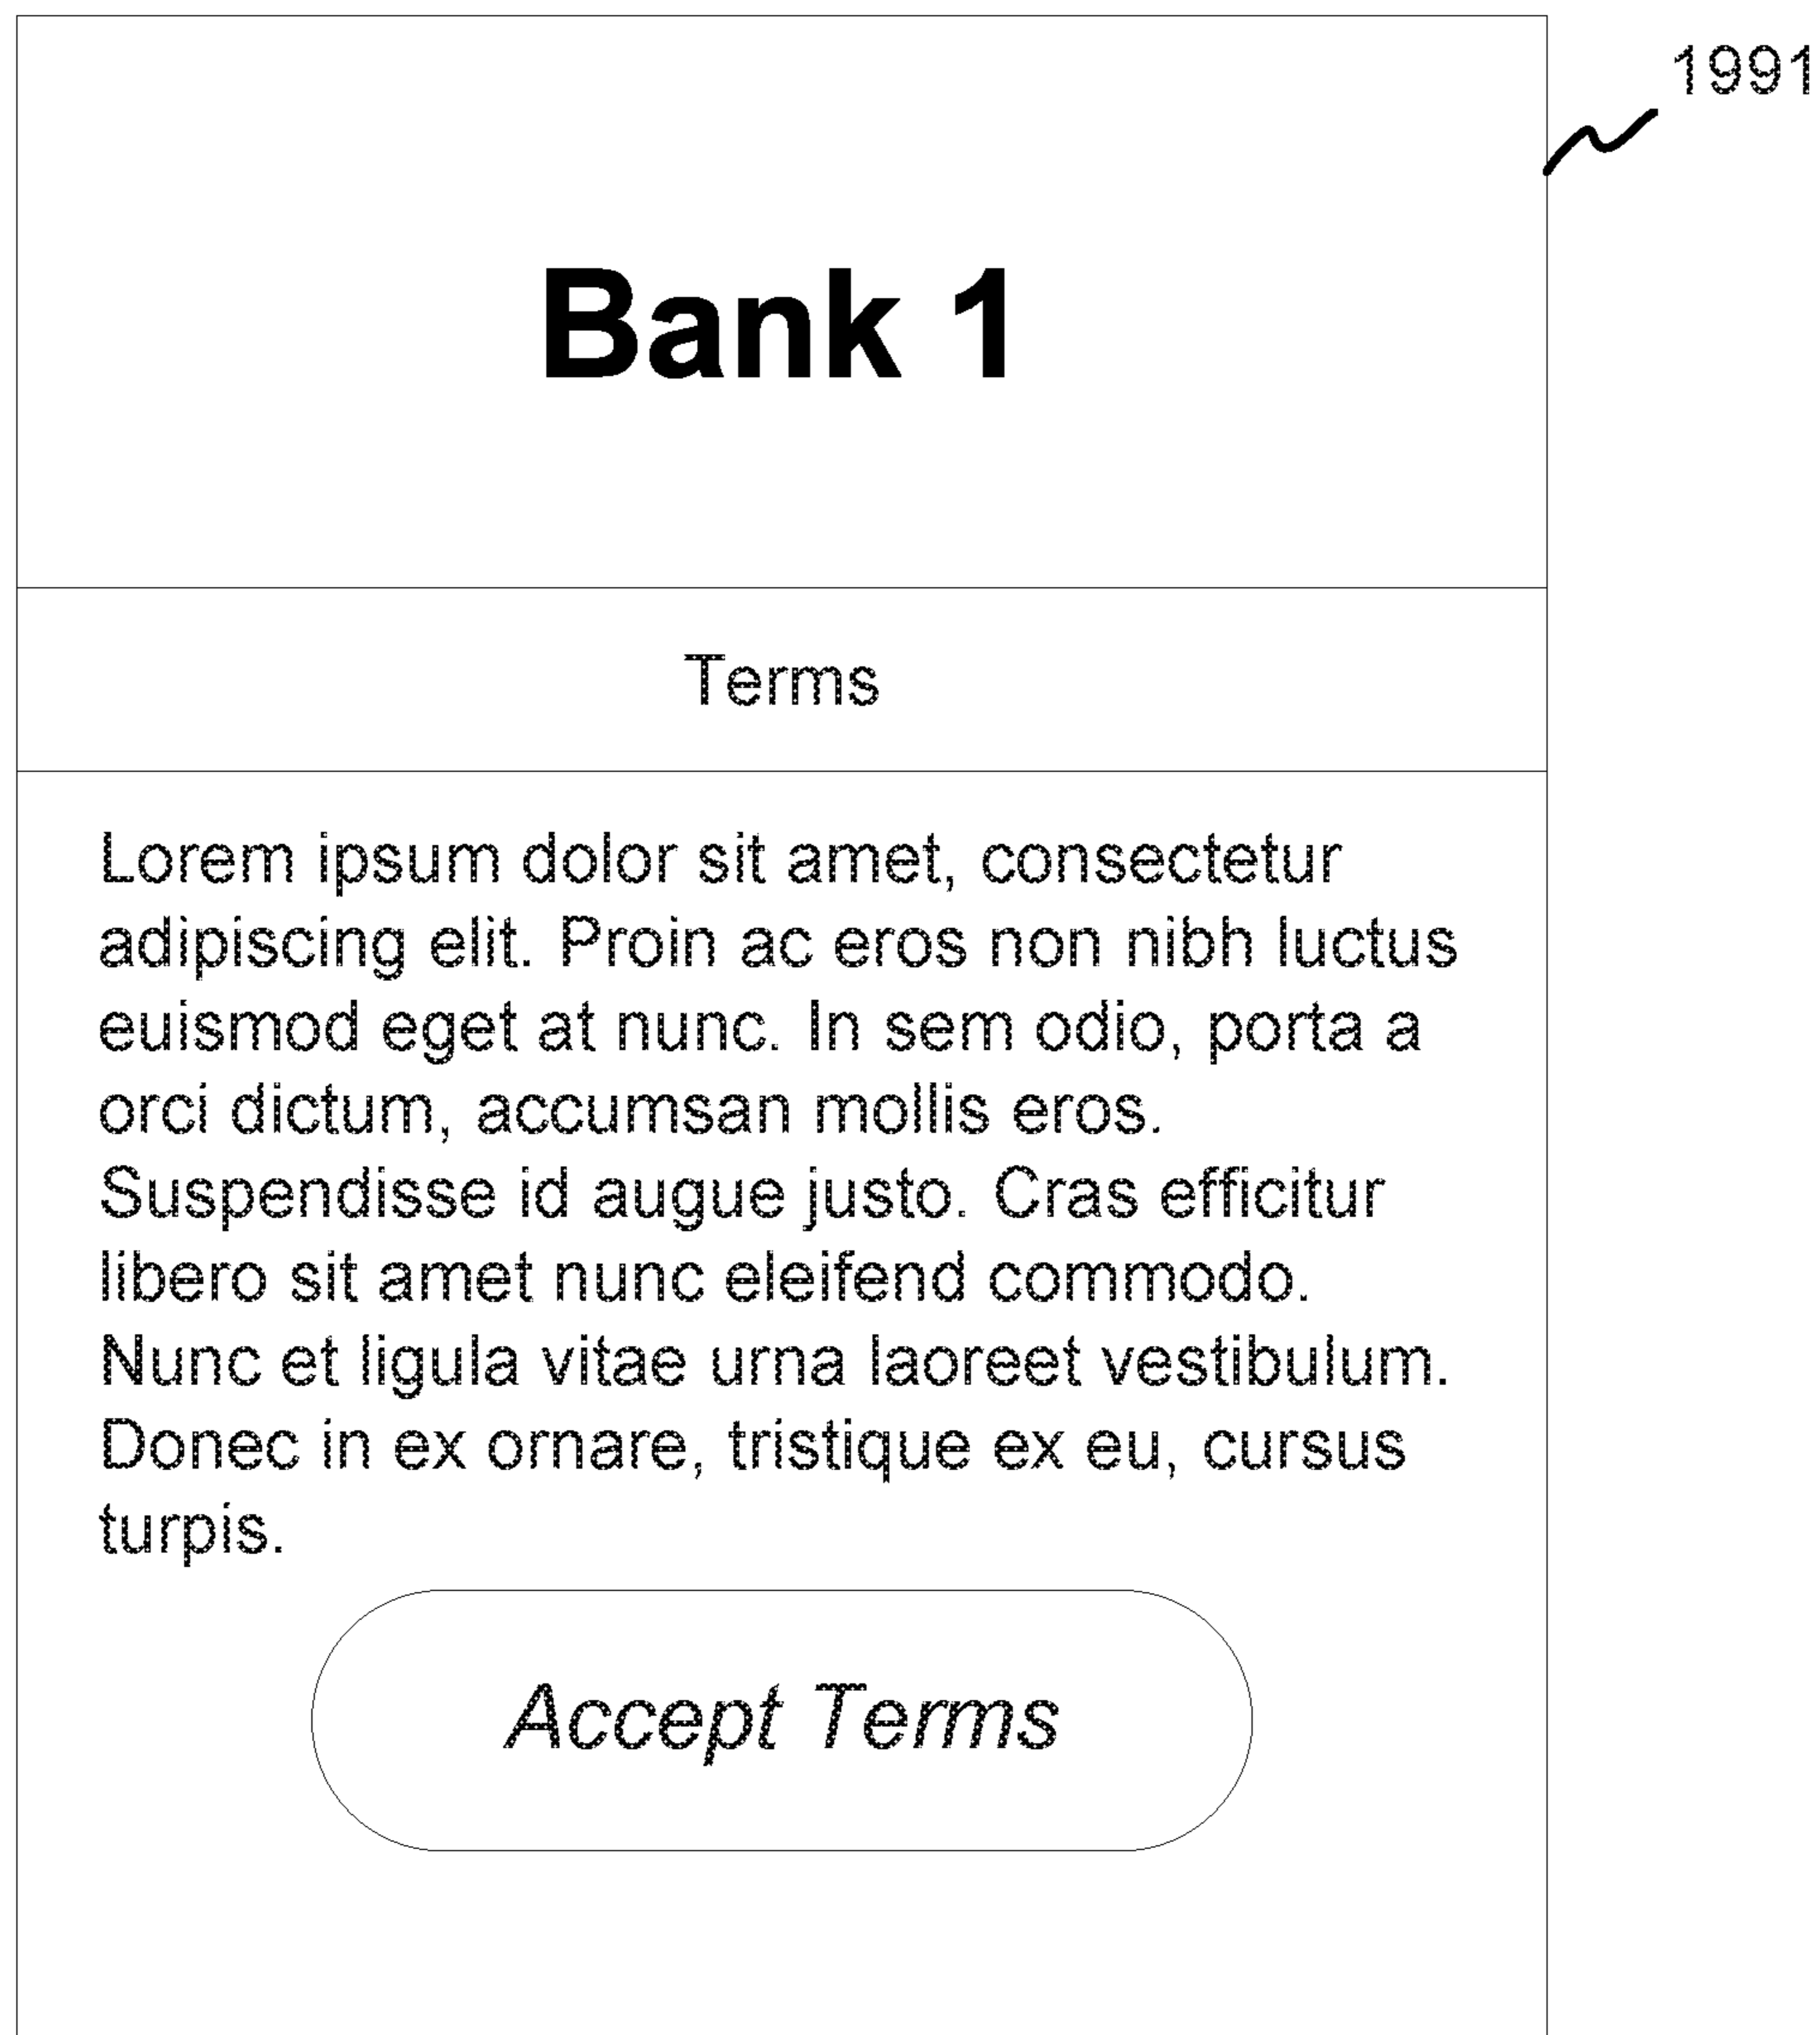 1991
Bank 1
Terms
Lorem ipsum dolor sit amet, consectetur
adipiscing elit. Proin ac eros non nibh luctus
euismod eget at nunc. In sem odio, porta a
orci dictum, accumsan mollis eros.
Suspendisse id augue justo. Cras efficitur
libero sit amet nunc eleifend commodo.
Nunc et ligula vitae urna laoreet vestibulum.
Donec in ex ornare, tristique ex eu, cursus
turpis.
Accept Terms